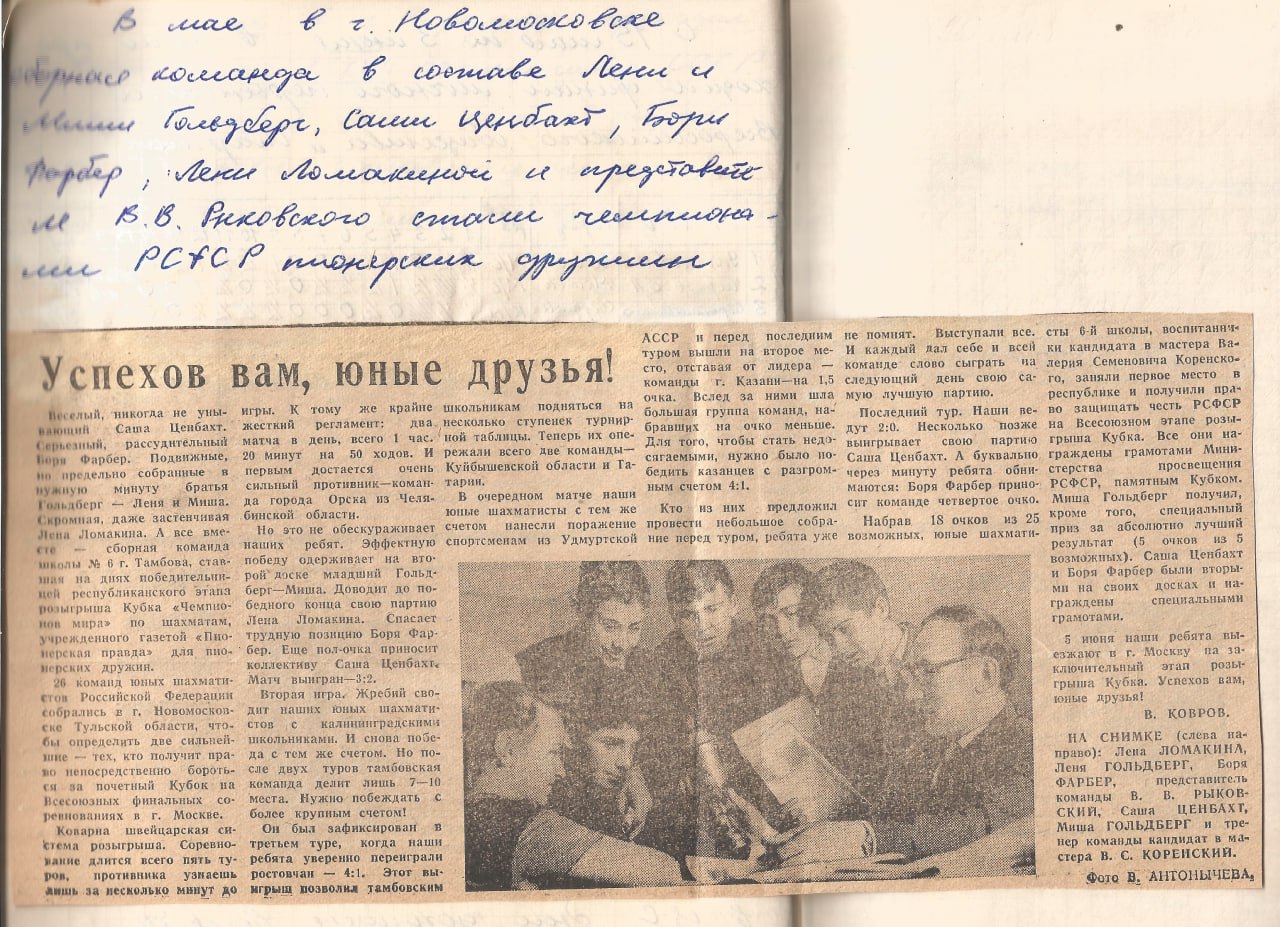 В мае в г. Новомосковске
сборная команда в составе Лени и
Миши Гольдберг, Саши Ценбахт, Бори
Фарбер, Лены Ломакиной и представите
м В.В. Рыковского стали чемпиона-
ми РСФСР пионерских дружин
Успехов вам, юные друзья!
Веселый, никогда не уны-
вающий Саша Ценбахт.
Серьезный, рассудительный
Боря Фарбер. Подвижные,
но предельно собранные в
нужную минуту братья
Гольдберг — Леня и Миша.
Скромная, даже застенчивая
Лена Ломакина. А все вме-
сте — сборная команда
школы № 6 г. Тамбова, став-
шая на днях победительни-
цей республиканского этапа
розыгрыша Кубка «Чемпио-
нов мира» по шахматам,
учрежденного газетой «Пио-
нерская правда» для пио-
нерских дружин.
26 команд юных шахмати-
стов Российской Федерации
собрались в г. Новомосков-
ске Тульской области, что-
бы определить две сильней-
шие — тех, кто получит пра-
во непосредственно бороть-
ся за почетный Кубок на
Всесоюзных финальных со-
ревнованиях в г. Москве.
Коварна швейцарская си-
стема розыгрыша. Соревно-
вание длится всего пять ту-
ров, противника узнаешь
лишь за несколько минут до
игры. К тому же крайне
жесткий регламент: два
матча в день, всего 1 час.
20 минут на 50 ходов. И
первым достается очень
сильный противник—коман-
да города Орска из Челя-
бинской области.
Но это не обескураживает
наших ребят. Эффектную
победу одерживает на вто-
рой доске младший Гольд-
берг—Миша. Доводит до по-
бедного конца свою партию
Лена Ломакина. Спасает
трудную позицию Боря Фар-
бер. Еще пол-очка приносит
коллективу Саша Ценбахт.
Матч выигран—3:2.
Вторая игра. Жребий сво-
дит наших юных шахмати-
стов с калининградскими
школьниками. И снова побе-
да с тем же счетом. Но по-
сле двух туров тамбовская
команда делит лишь 7—10
места. Нужно побеждать с
более крупным счетом!
Он был зафиксирован в
третьем туре, когда наши
ребята уверенно переиграли
ростовчан — 4:1. Этот вы-
игрыш позволил тамбовским
школьникам подняться на
несколько ступенек турнир-
ной таблицы. Теперь их опе-
режали всего две команды—
Куйбышевской области и Та-
тарии.
В очередном матче наши
юные шахматисты с тем же
счетом нанесли поражение
спортсменам из Удмуртской
АССР и перед последним
туром вышли на второе ме-
сто, отставая от лидера —
команды г. Казани—на 1,5
очка. Вслед за ними шла
большая группа команд, на-
бравших на очко меньше.
Для того, чтобы стать недо-
сягаемыми, нужно было по-
бедить казанцев с разгром-
ным счетом 4:1.
Кто из них предложил
провести небольшое собра-
ние перед туром, ребята уже
не помнят. Выступали все.
И каждый дал себе и всей
команде слово сыграть на
следующий день свою са-
мую лучшую партию.
Последний тур. Наши ве-
дут 2:0. Несколько позже
выигрывает свою партию
Саша Ценбахт. А буквально
через минуту ребята обни-
маются: Боря Фарбер прино-
сит команде четвертое очко.
Набрав 18 очков из 25
возможных, юные шахмати-
сты 6-й школы, воспитанни-
ки кандидата в мастера Ва-
лерия Семеновича Коренско-
го, заняли первое место в
республике и получили пра-
во защищать честь РСФСР
на Всесоюзном этапе розы-
грыша Кубка. Все они на-
граждены грамотами Мини-
стерства просвещения
РСФСР, памятным Кубком.
Миша Гольдберг получил,
кроме того, специальный
приз за абсолютно лучший
результат (5 очков из 5
возможных). Саша Ценбахт
и Боря Фарбер были вторы-
ми на своих досках и на-
граждены специальными
грамотами.
5 июня наши ребята вы-
езжают в г. Москву на за-
ключительный этап розы-
грыша Кубка. Успехов вам,
юные друзья!
В. КОВРОВ.
НА СНИМКЕ (слева на-
право): Лена ЛОМАКИНА,
Леня ГОЛЬДБЕРГ, Боря
ФАРБЕР, представитель
команды В. В. РЫКОВ-
СКИЙ, Саша ЦЕНБАХТ,
Миша ГОЛЬДБЕРГ и тре-
нер команды кандидат в ма-
стера В. С. КОРЕНСКИЙ.
Фото В. АНТОНЫЧЕВА.